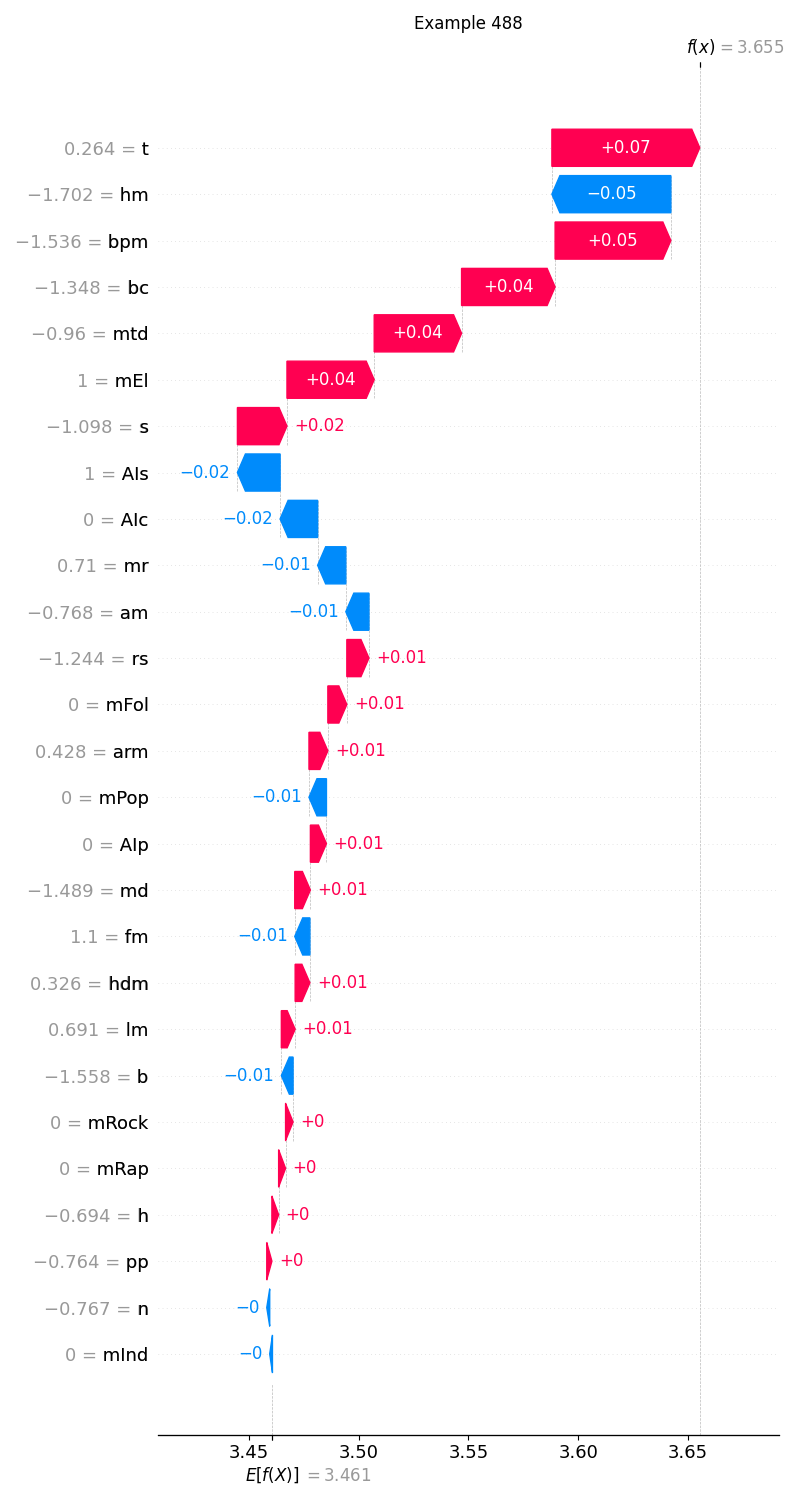 Example 488
f(x) = 3.655
0.264 = t
+0.07
−1.702 = hm
−0.05
−1.536 = bpm
+0.05
−1.348 = bc
+0.04
−0.96 = mtd
+0.04
1 = mEl
+0.04
−1.098 = s
+0.02
1 = AIs
−0.02
0 = AIc
−0.02
0.71 = mr
−0.01
−0.768 = am
−0.01
−1.244 = rs
+0.01
0 = mFol
+0.01
0.428 = arm
+0.01
0 = mPop
−0.01
0 = AIp
+0.01
−1.489 = md
+0.01
1.1 = fm
−0.01
0.326 = hdm
+0.01
0.691 = lm
+0.01
−1.558 = b
−0.01
0 = mRock
+0
0 = mRap
+0
−0.694 = h
+0
−0.764 = pp
+0
−0.767 = n
−0
0 = mInd
−0
3.45 3.50 3.55 3.60 3.65
E[f(X)] = 3.461